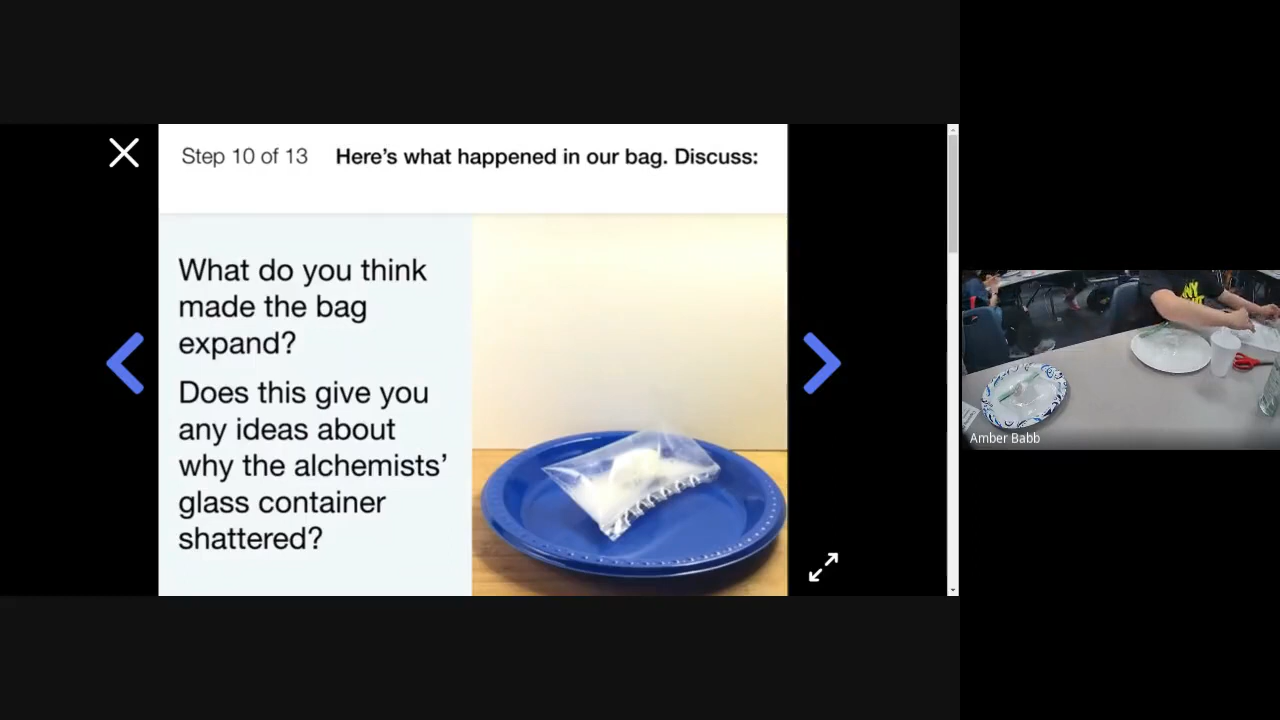 Step 10 of 13
Here's what happened in our bag. Discuss:
What do you think
made the bag
expand?
Does this give you
any ideas about
why the alchemists'
glass container
shattered?
Amber Babb